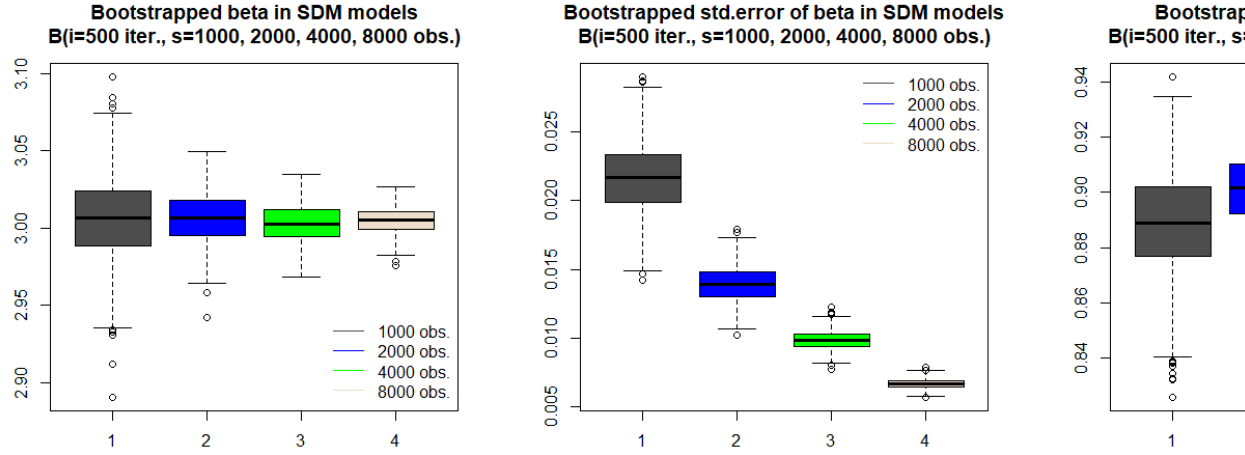 Bootstrapped beta in SDM models
B(i=500 iter., s=1000, 2000, 4000, 8000 obs.)
3.10
3.05
3.00
2.95
2.90
1000 obs.
2000 obs.
4000 obs.
8000 obs.
1 2 3 4
Bootstrapped std.error of beta in SDM models
B(i=500 iter., s=1000, 2000, 4000, 8000 obs.)
0.025
0.020
0.015
0.010
0.005
1000 obs.
2000 obs.
4000 obs.
8000 obs.
1 2 3 4
Bootstrap
B(i=500 iter., s=
0.94
0.92
0.90
0.88
0.86
0.84
1